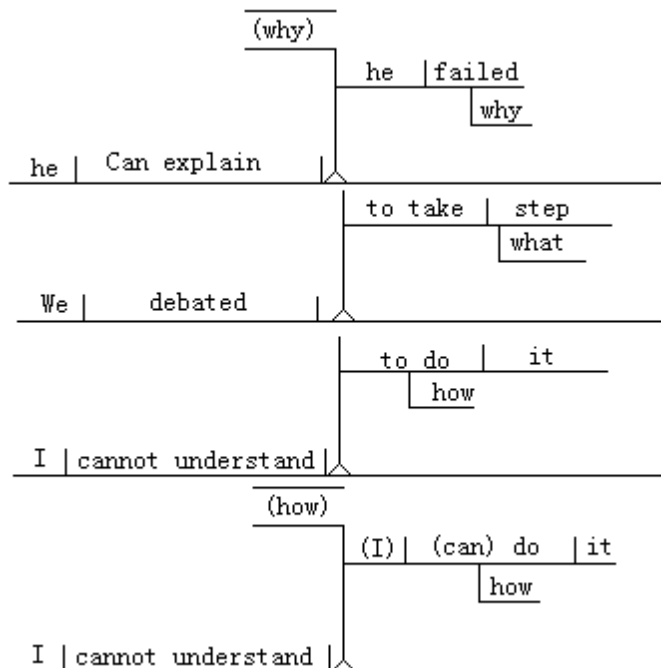 (why)
he | failed
why
he | Can explain |
to take | step
what
We | debated |
to do | it
how
I | cannot understand |
(how)
(I) | (can) do | it
how
I | cannot understand |